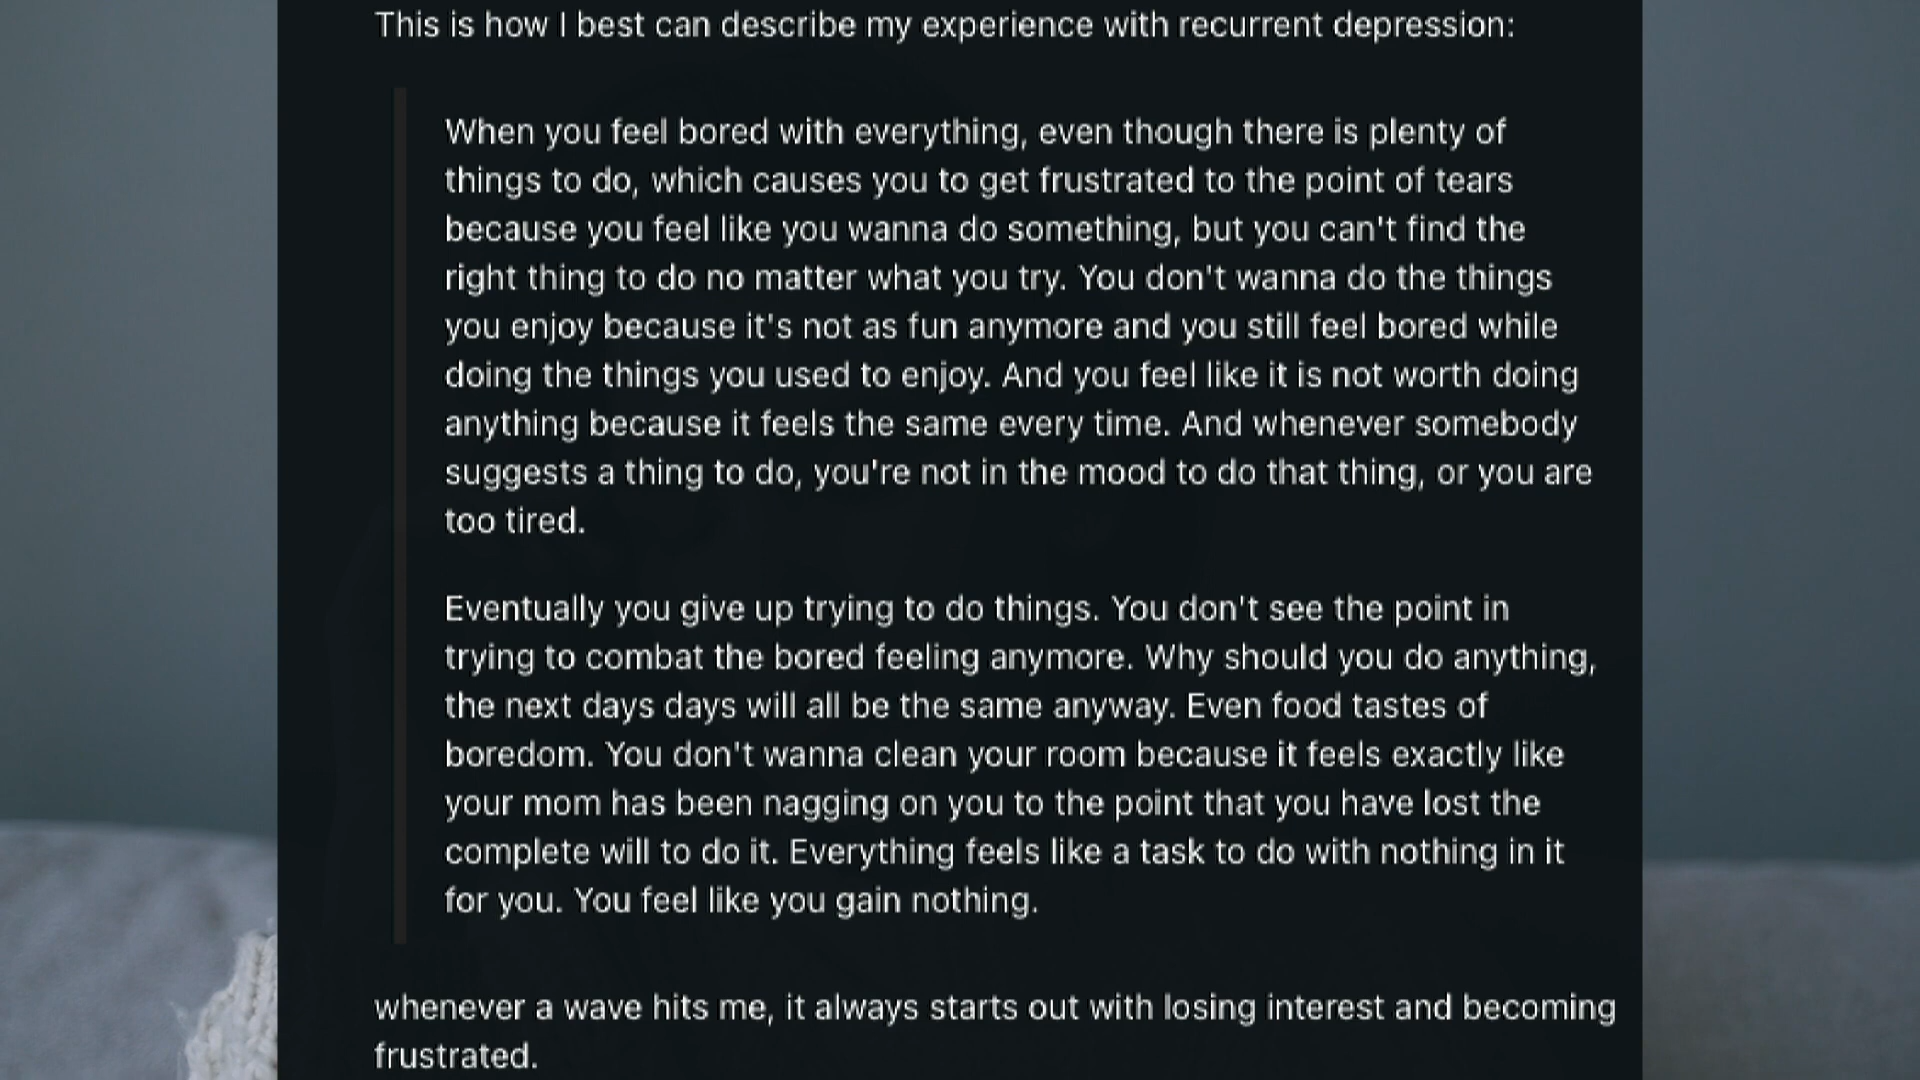 This is how I best can describe my experience with recurrent depression:
When you feel bored with everything, even though there is plenty of
things to do, which causes you to get frustrated to the point of tears
because you feel like you wanna do something, but you can't find the
right thing to do no matter what you try. You don't wanna do the things
you enjoy because it's not as fun anymore and you still feel bored while
doing the things you used to enjoy. And you feel like it is not worth doing
anything because it feels the same every time. And whenever somebody
suggests a thing to do, you're not in the mood to do that thing, or you are
too tired.
Eventually you give up trying to do things. You don't see the point in
trying to combat the bored feeling anymore. Why should you do anything,
the next days days will all be the same anyway. Even food tastes of
boredom. You don't wanna clean your room because it feels exactly like
your mom has been nagging on you to the point that you have lost the
complete will to do it. Everything feels like a task to do with nothing in it
for you. You feel like you gain nothing.
whenever a wave hits me, it always starts out with losing interest and becoming
frustrated.